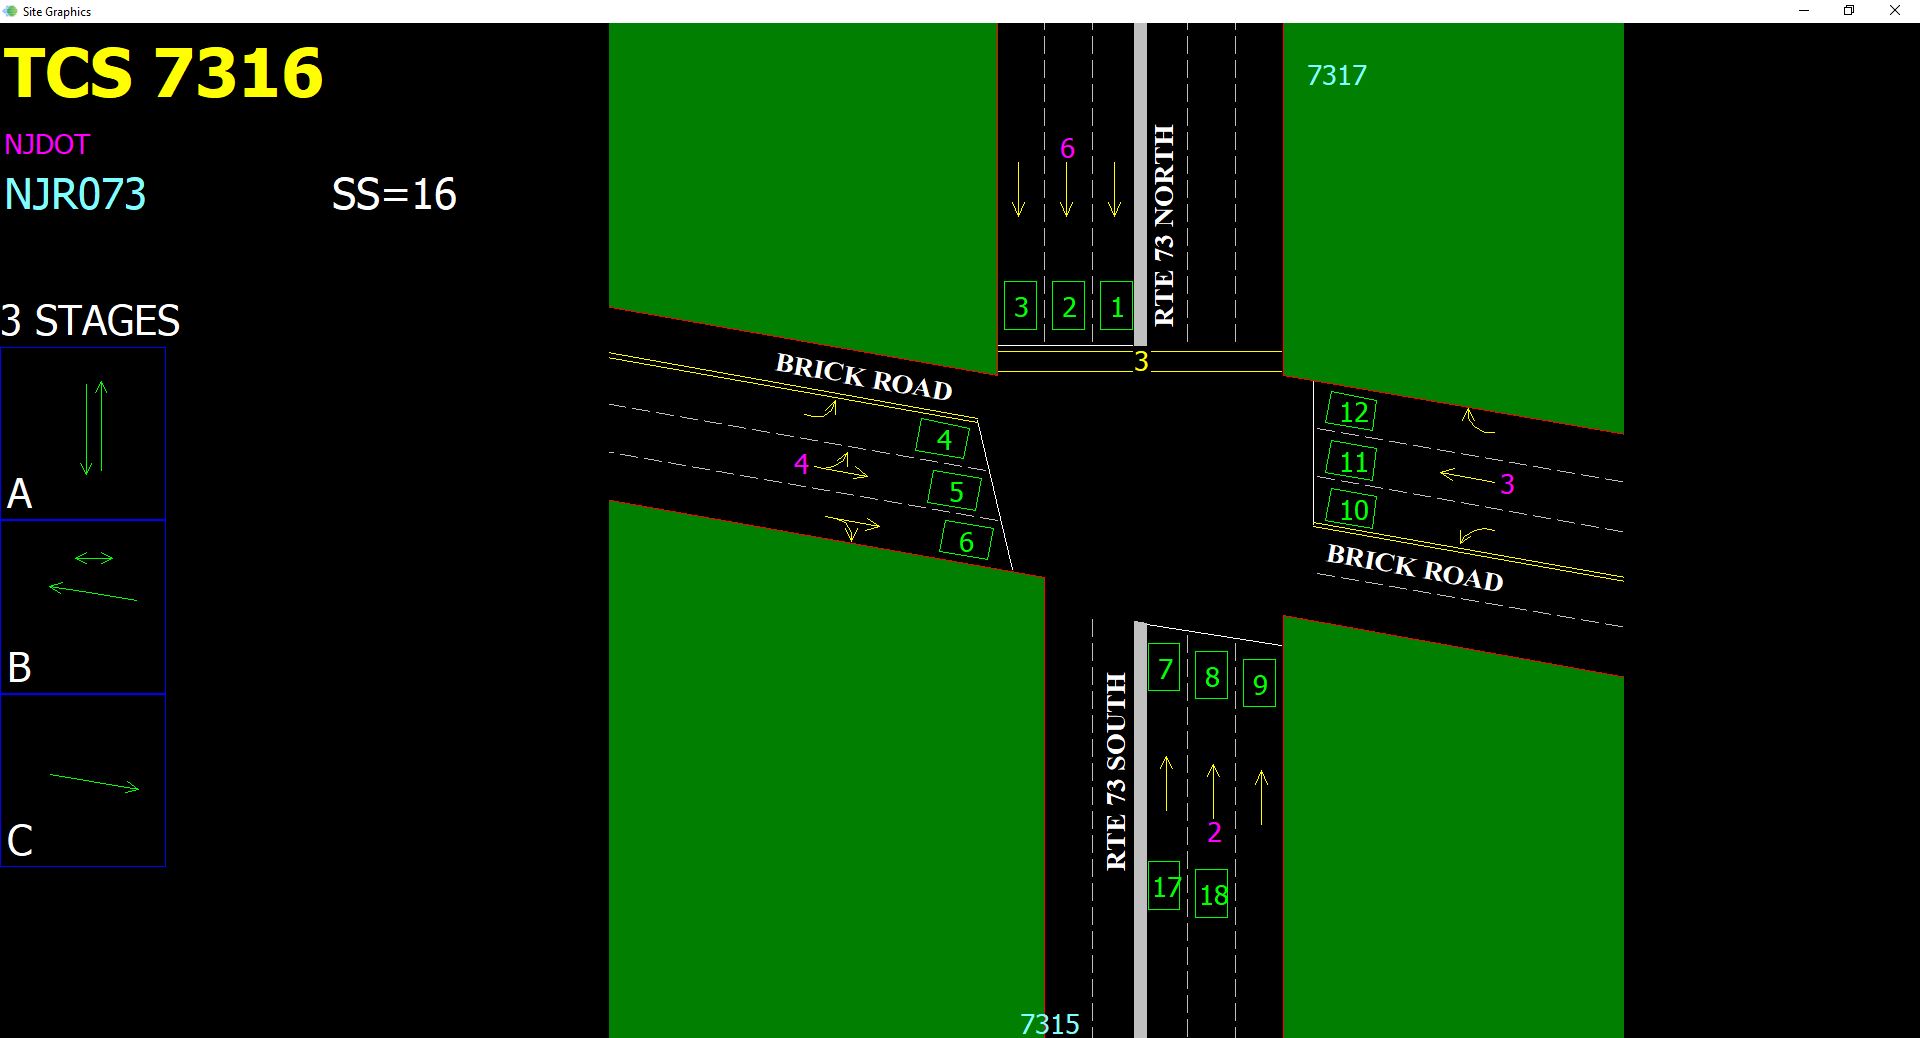 Site Graphics
TCS 7316
NJDOT
NJR073 SS=16
3 STAGES
A
B
C
7317
6
RTE 73 NORTH
3 2 1
3
BRICK ROAD
4
4
5
6
12
11
3
10
BRICK ROAD
7 8 9
RTE 73 SOUTH
2
17 18
7315